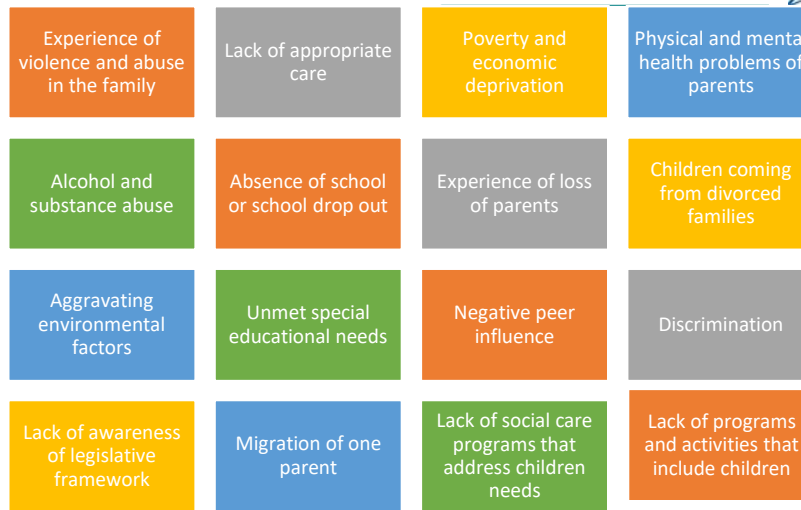 Experience of
violence and abuse
in the family
Lack of appropriate
care
Poverty and
economic
deprivation
Physical and menta
health problems of
parents
Alcohol and
substance abuse
Absence of school
or school drop out
Experience of loss
of parents
Children coming
from divorced
families
Aggravating
environmental
factors
Unmet special
educational needs
Negative peer
influence
Discrimination
Lack of awareness
of legislative
framework
Migration of one
parent
Lack of social care
programs that
address children
needs
Lack of programs
and activities that
include children